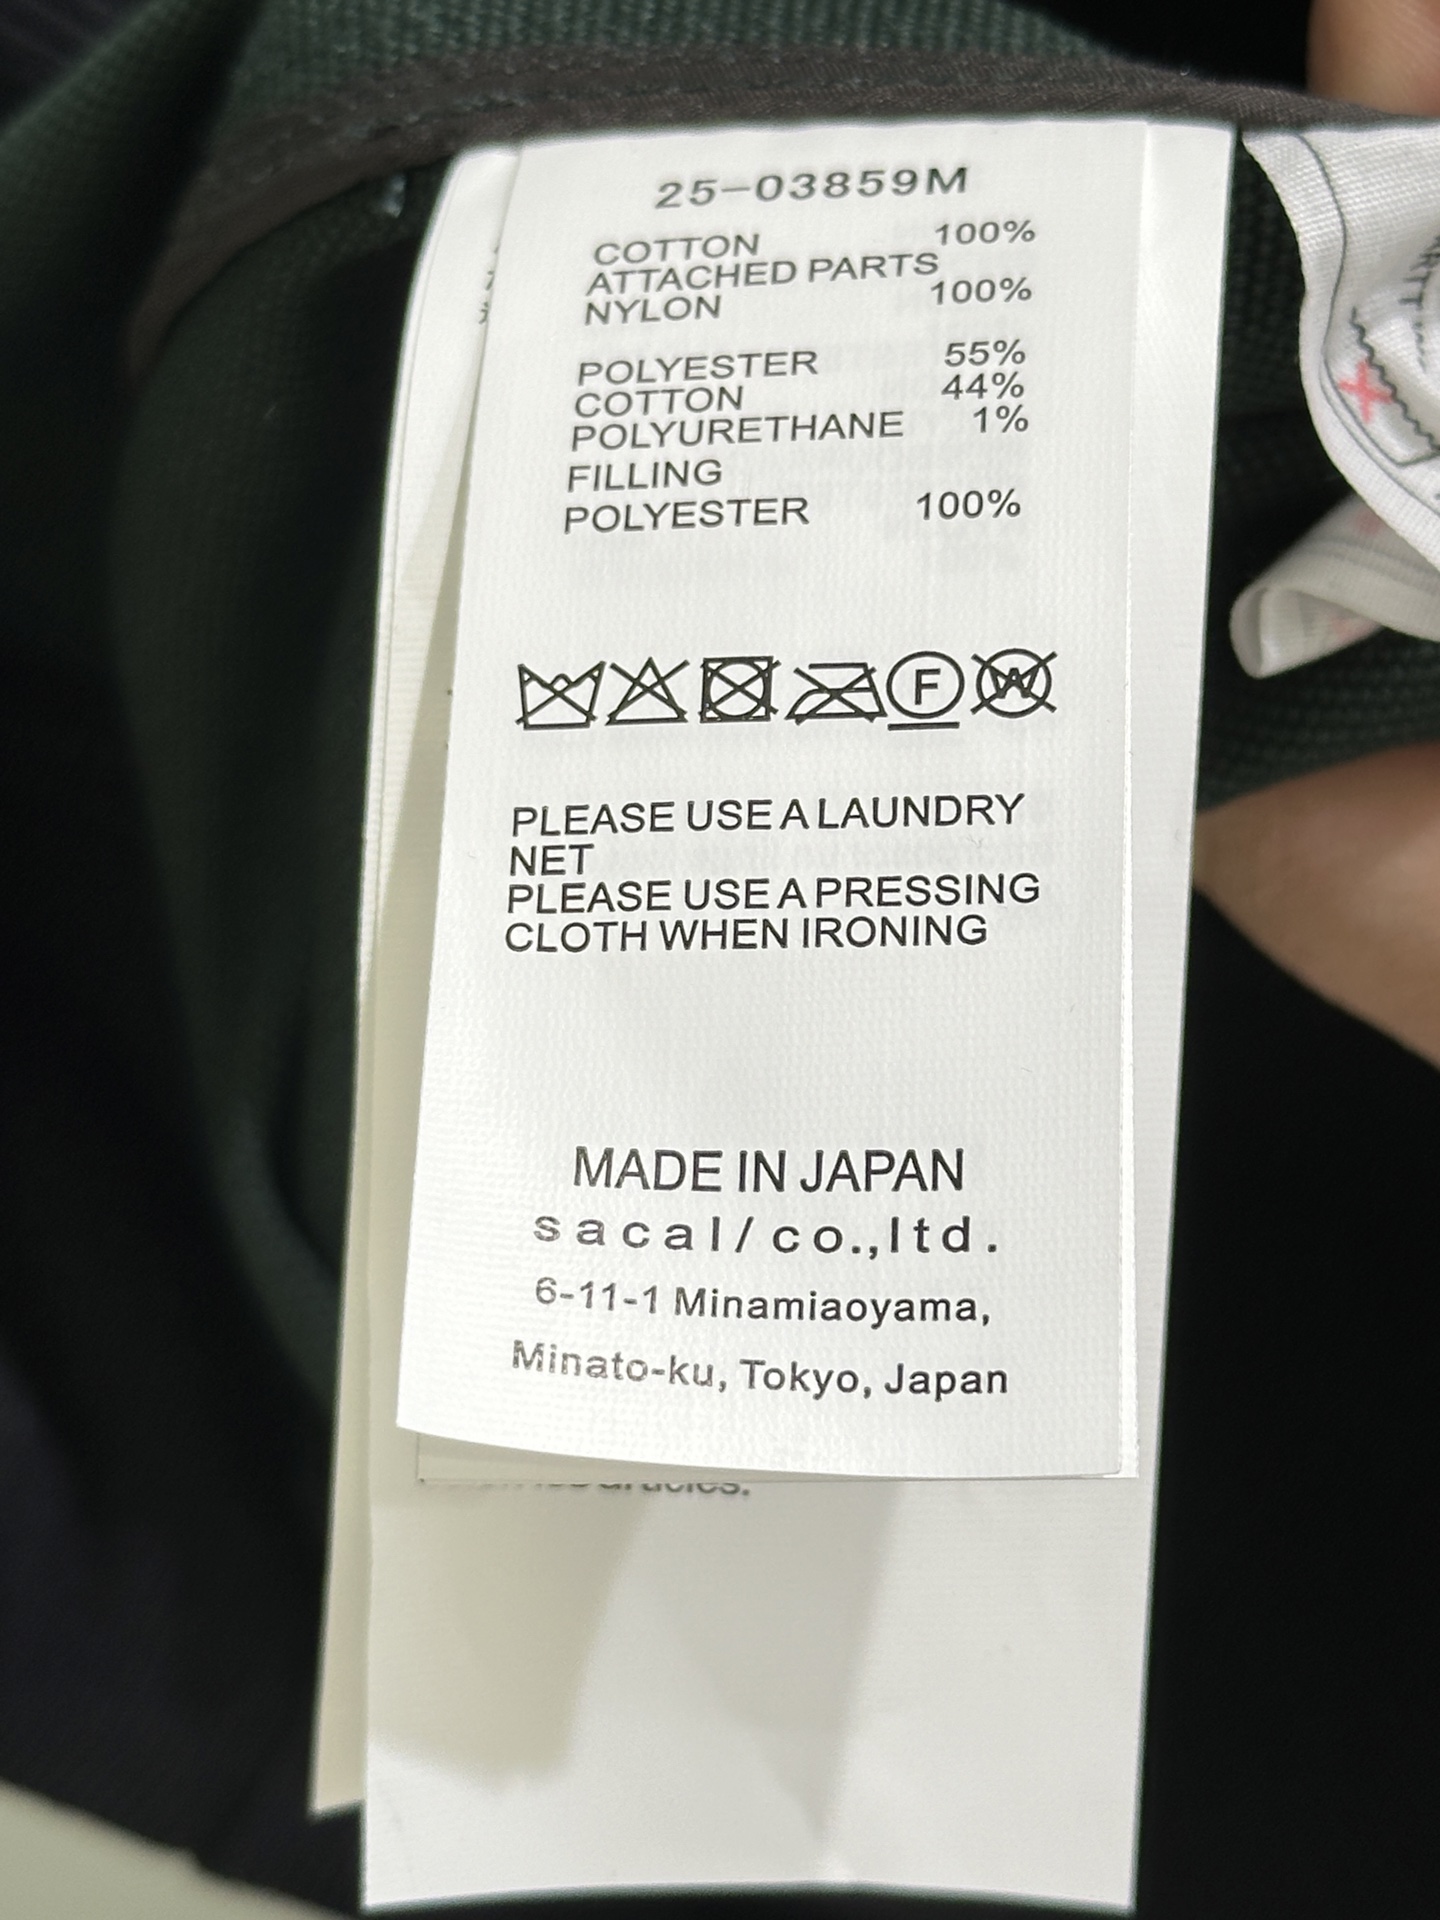 25-03859M
COTTON 100%
ATTACHED PARTS
NYLON 100%
POLYESTER 55%
COTTON 44%
POLYURETHANE 1%
FILLING
POLYESTER 100%
F W
PLEASE USE A LAUNDRY
NET
PLEASE USE A PRESSING
CLOTH WHEN IRONING
MADE IN JAPAN
sacal/co.,ltd.
6-11-1 Minamiaoyama,
Minato-ku, Tokyo, Japan